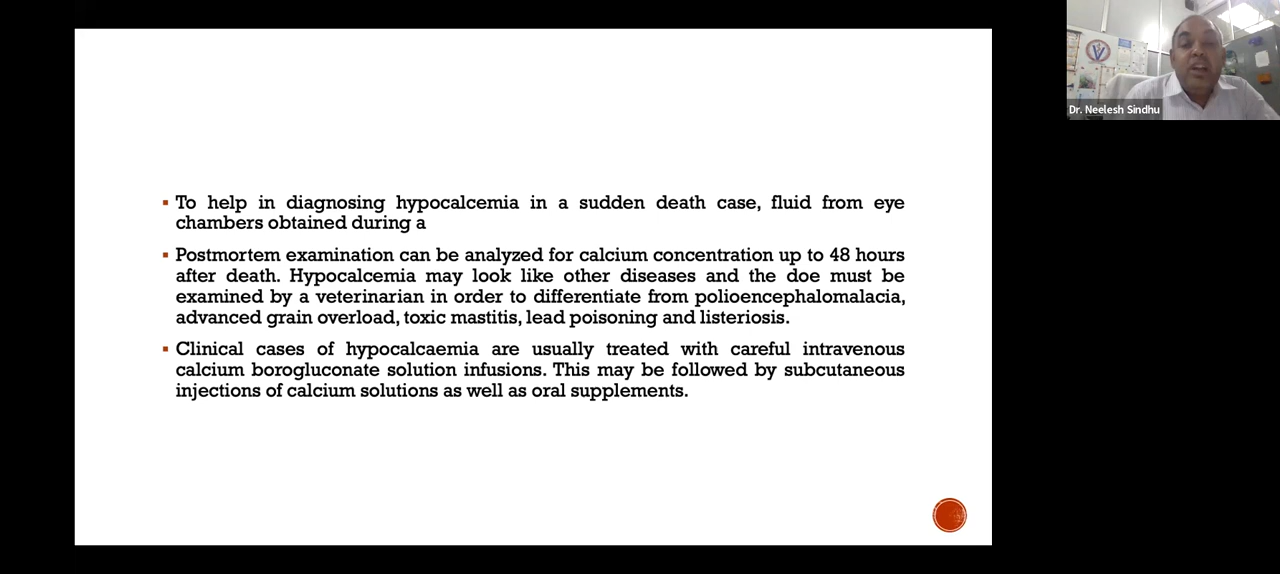 To help in diagnosing hypocalcemia in a sudden death case, fluid from eye
chambers obtained during a
Postmortem examination can be analyzed for calcium concentration up to 48 hours
after death. Hypocalcemia may look like other diseases and the doe must be
examined by a veterinarian in order to differentiate from polioencephalomalacia,
advanced grain overload, toxic mastitis, lead poisoning and listeriosis.
Clinical cases of hypocalcaemia are usually treated with careful intravenous
calcium borogluconate solution infusions. This may be followed by subcutaneous
injections of calcium solutions as well as oral supplements.
Dr. Neelesh Sindhu